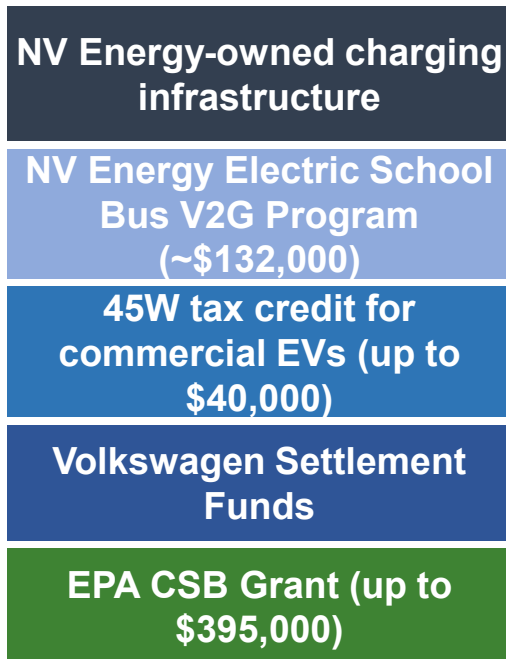 NV Energy-owned charging
infrastructure
NV Energy Electric School
Bus V2G Program
(~$132,000)
45W tax credit for
commercial EVs (up to
$40,000)
Volkswagen Settlement
Funds
EPA CSB Grant (up to
$395,000)